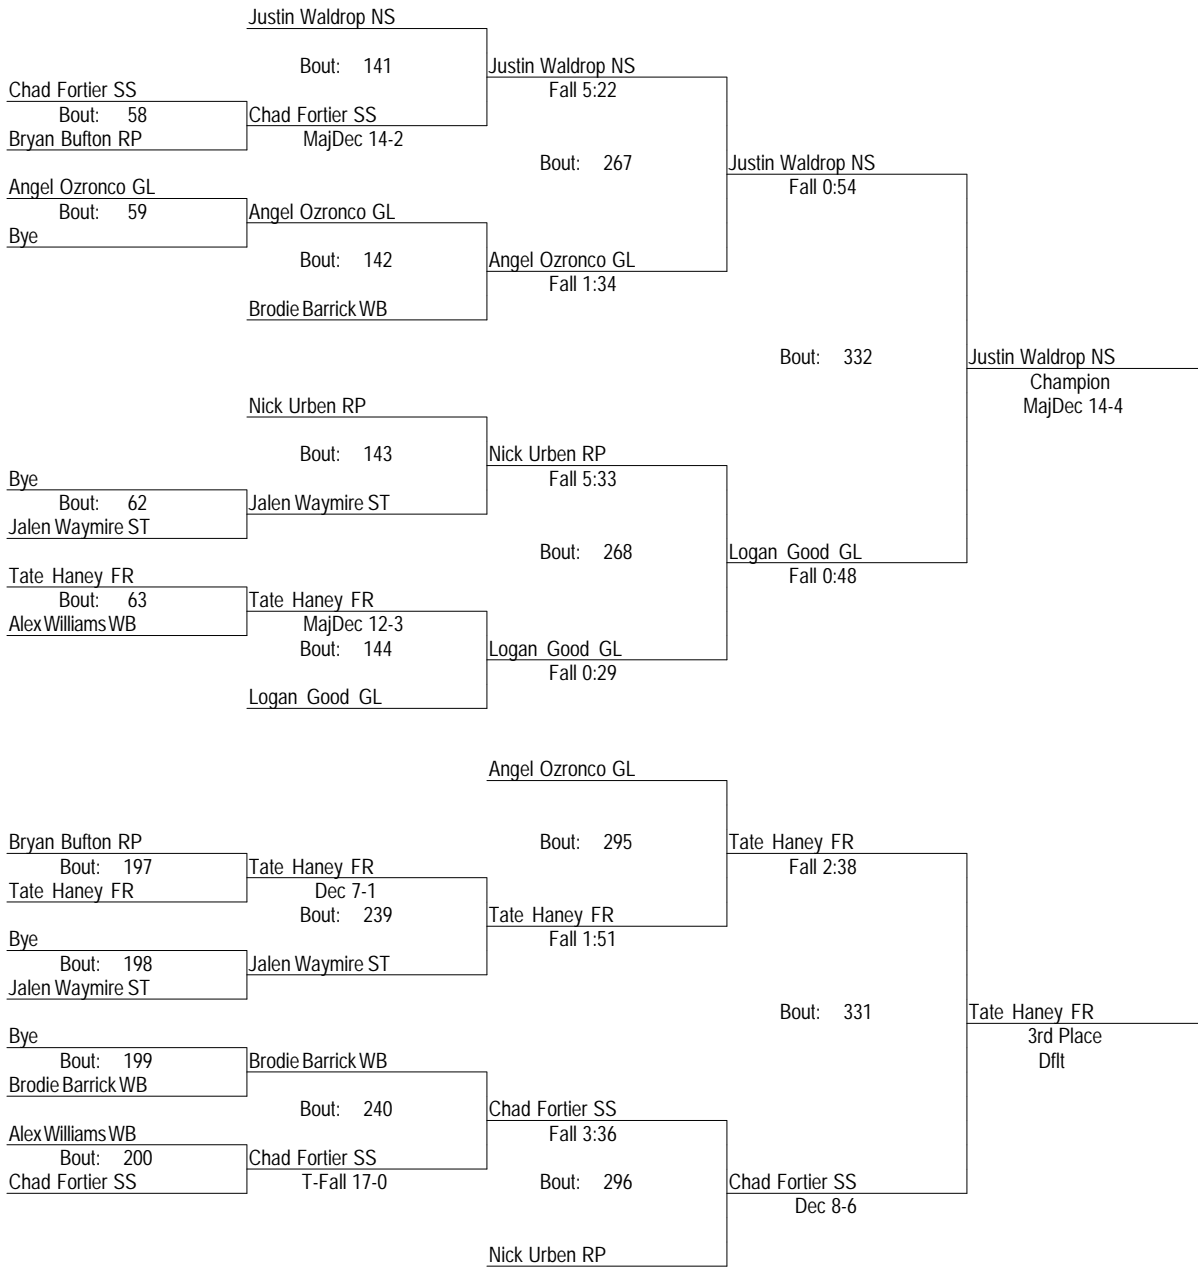 Justin Waldrop NS
Bout: 141 Justin Waldrop NS
Chad Fortier SS Fall 5:22
Bout: 58 Chad Fortier SS
Bryan Bufton RP MajDec 14-2
Bout: 267 Justin Waldrop NS
Angel Ozronco GL Fall 0:54
Bout: 59 Angel Ozronco GL
Bye
Bout: 142 Angel Ozronco GL
Fall 1:34
Brodie Barrick WB
Bout: 332 Justin Waldrop NS
Champion
MajDec 14-4
Nick Urben RP
Bout: 143 Nick Urben RP
Bye Fall 5:33
Bout: 62 Jalen Waymire ST
Jalen Waymire ST
Bout: 268 Logan Good GL
Tate Haney FR Fall 0:48
Bout: 63 Tate Haney FR
Alex Williams WB MajDec 12-3
Bout: 144 Logan Good GL
Fall 0:29
Logan Good GL
Angel Ozronco GL
Bryan Bufton RP Bout: 295 Tate Haney FR
Bout: 197 Tate Haney FR Fall 2:38
Tate Haney FR Dec 7-1
Bout: 239 Tate Haney FR
Bye Fall 1:51
Bout: 198 Jalen Waymire ST
Jalen Waymire ST
Bout: 331 Tate Haney FR
Bye 3rd Place
Bout: 199 Brodie Barrick WB Dflt
Brodie Barrick WB
Bout: 240 Chad Fortier SS
Alex Williams WB Fall 3:36
Bout: 200 Chad Fortier SS
Chad Fortier SS T-Fall 17-0 Bout: 296 Chad Fortier SS
Dec 8-6
Nick Urben RP